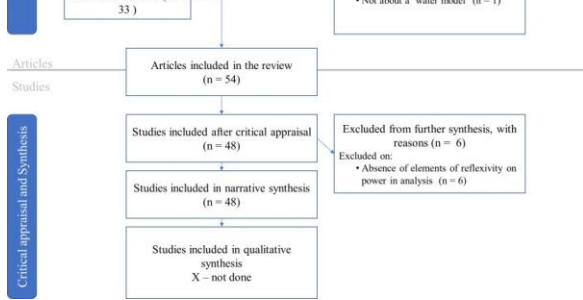 33 )
• Not about a "water model" (n = 1)
Articles
Studies
Articles included in the review
(n = 54)
Critical appraisal and Synthesis
Studies included after critical appraisal
(n = 48)
Excluded from further synthesis, with
reasons (n = 6)
Excluded on:
• Absence of elements of reflexivity on
power in analysis (n = 6)
Studies included in narrative synthesis
(n = 48)
Studies included in qualitative
synthesis
X – not done